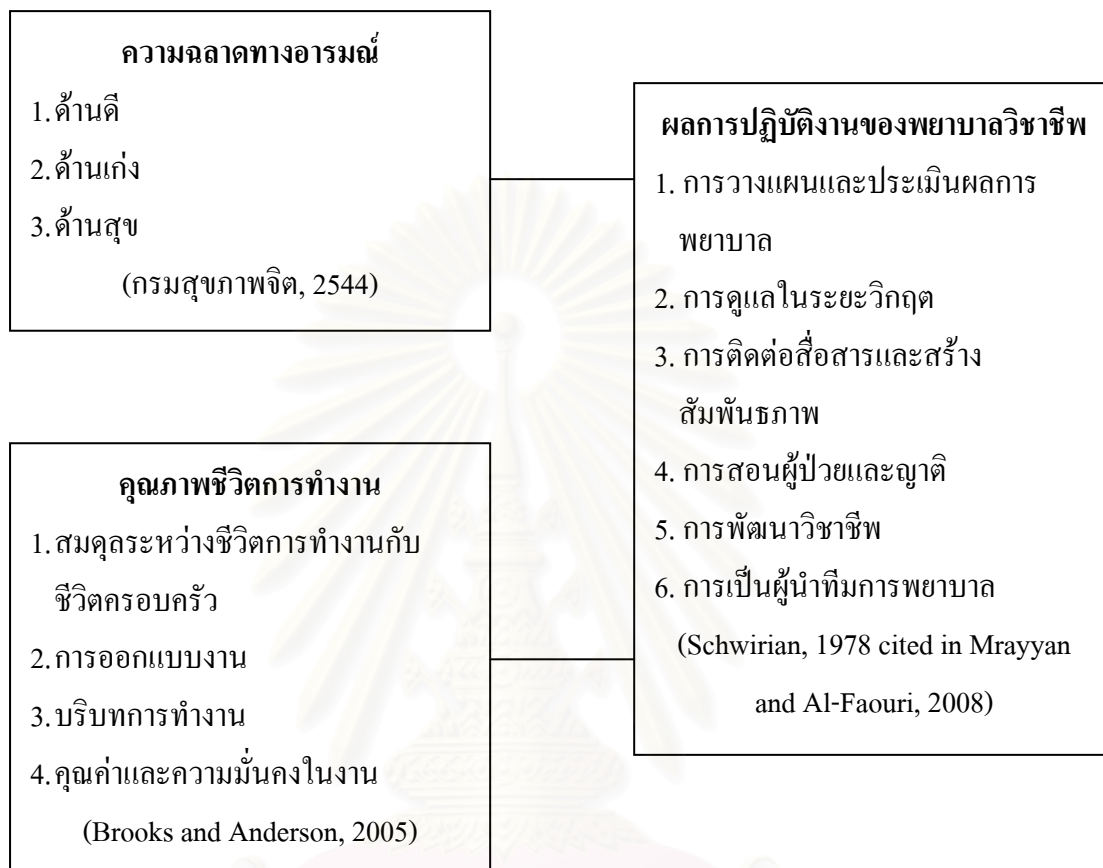 ความฉลาดทางอารมณ์
1.ด้านดี
2.ด้านเก่ง
3.ด้านสุข
(กรมสุขภาพจิต, 2544)
คุณภาพชีวิตการทำงาน
1.สมดุลระหว่างชีวิตการทำงานกับ
ชีวิตครอบครัว
2.การออกแบบงาน
3.บริบทการทำงาน
4.คุณค่าและความมั่นคงในงาน
(Brooks and Anderson, 2005)
ผลการปฏิบัติงานของพยาบาลวิชาชีพ
1. การวางแผนและประเมินผลการ
พยาบาล
2. การดูแลในระยะวิกฤต
3. การติดต่อสื่อสารและสร้าง
สัมพันธภาพ
4. การสอนผู้ป่วยและญาติ
5. การพัฒนาวิชาชีพ
6. การเป็นผู้นำทีมการพยาบาล
(Schwirian, 1978 cited in Mrayyan
and Al-Faouri, 2008)